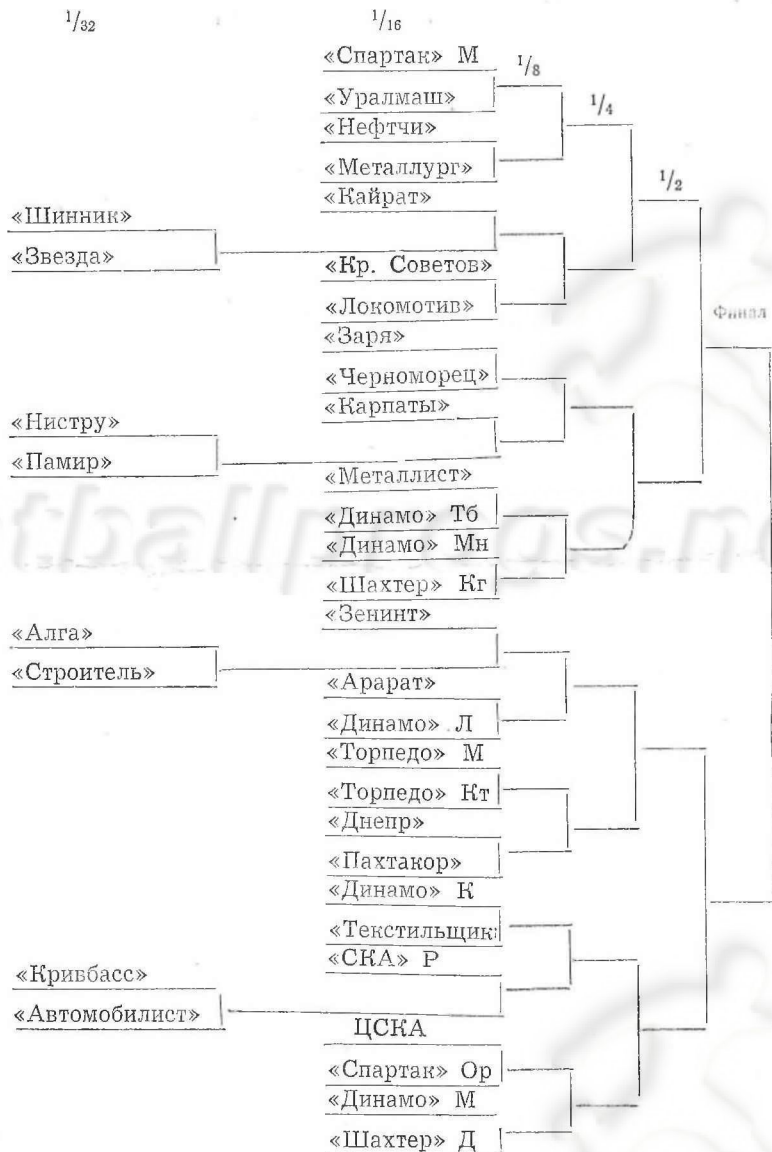 1/32
1/16
«Спартак» М
1/8
«Уралмаш»
1/4
«Нефтчи»
«Металлург»
1/2
«Кайрат»
«Шинник»
«Звезда»
«Кр. Советов»
«Локомотив»
Финал
«Заря»
«Черноморец»
«Карпаты»
«Нистру»
«Памир»
«Металлист»
«Динамо» Тб
«Динамо» Мн
«Шахтер» Кг
«Зенинт»
«Алга»
«Строитель»
«Арарат»
«Динамо» Л
«Торпедо» М
«Торпедо» Кт
«Днепр»
«Пахтакор»
«Динамо» К
«Текстильщик»
«СКА» Р
«Кривбасс»
«Автомобилист»
ЦСКА
«Спартак» Ор
«Динамо» М
«Шахтер» Д